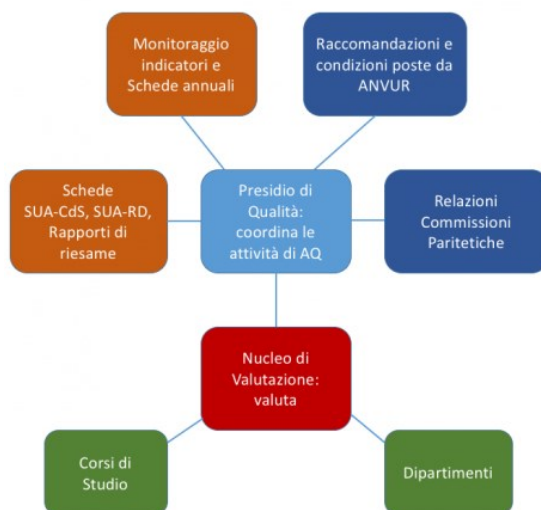 Monitoraggio
indicatori e
Schede annuali
Raccomandazioni e
condizioni poste da
ANVUR
Schede
SUA-CdS, SUA-RD,
Rapporti di
riesame
Presidio di
Qualità:
coordina le
attività di AQ
Relazioni
Commissioni
Paritetiche
Nucleo di
Valutazione:
valuta
Corsi di
Studio
Dipartimenti